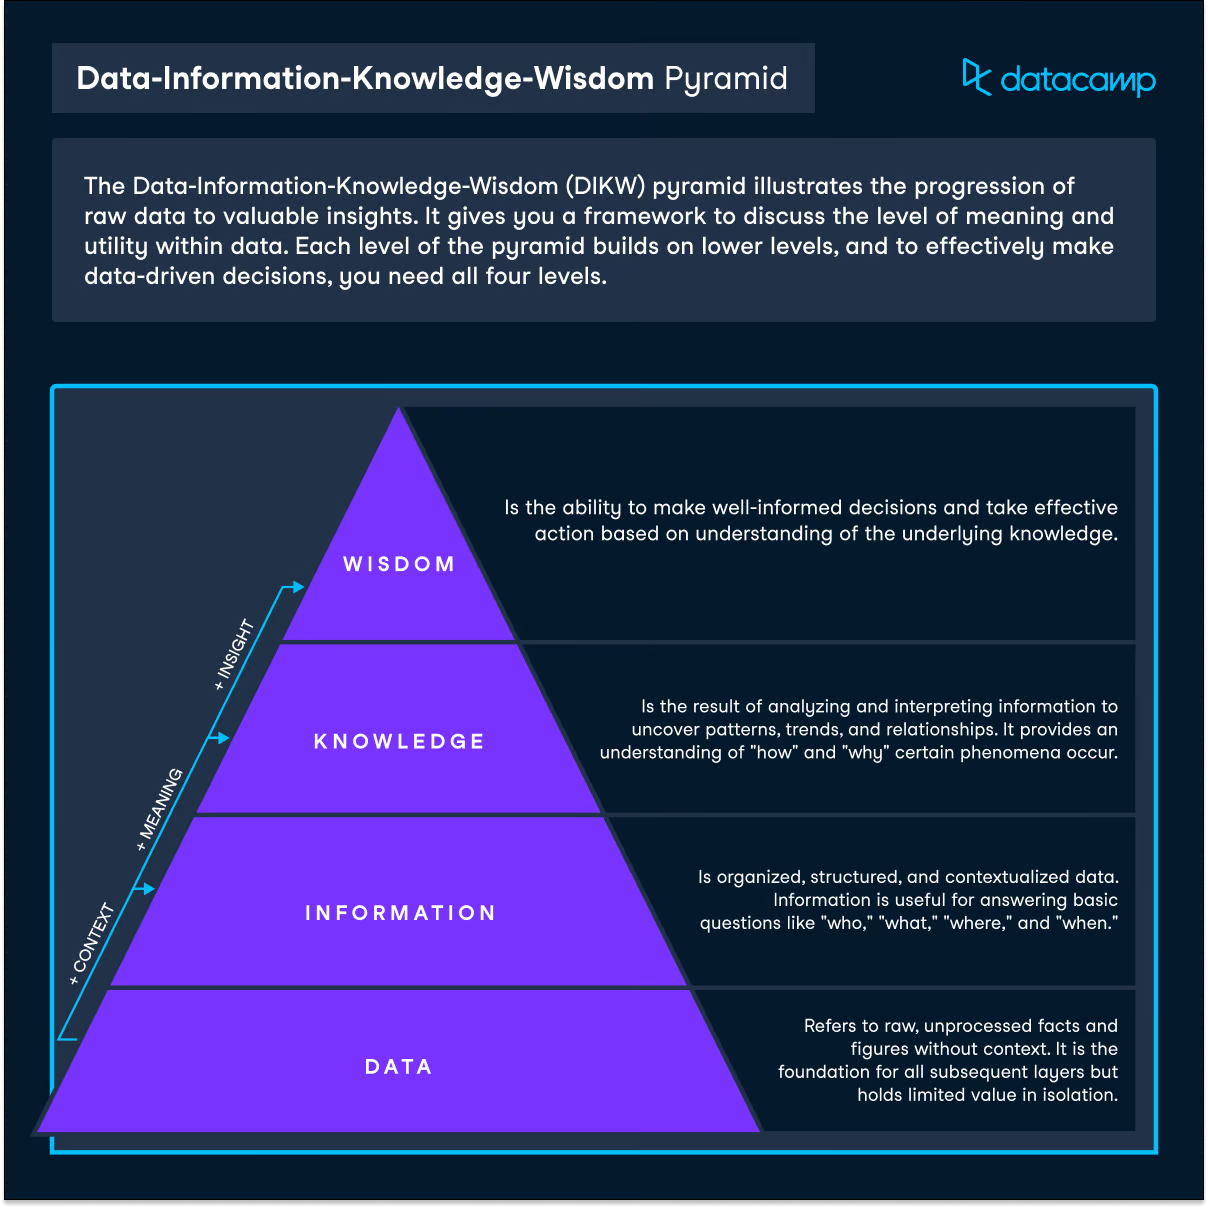 Data-Information-Knowledge-Wisdom Pyramid
datacamp
The Data-Information-Knowledge-Wisdom (DIKW) pyramid illustrates the progression of
raw data to valuable insights. It gives you a framework to discuss the level of meaning and
utility within data. Each level of the pyramid builds on lower levels, and to effectively make
data-driven decisions, you need all four levels.
WISDOM
Is the ability to make well-informed decisions and take effective
action based on understanding of the underlying knowledge.
+ INSIGHT
KNOWLEDGE
Is the result of analyzing and interpreting information to
uncover patterns, trends, and relationships. It provides an
understanding of "how" and "why" certain phenomena occur.
+ MEANING
INFORMATION
Is organized, structured, and contextualized data.
Information is useful for answering basic
questions like "who," "what," "where," and "when."
+ CONTEXT
DATA
Refers to raw, unprocessed facts and
figures without context. It is the
foundation for all subsequent layers but
holds limited value in isolation.